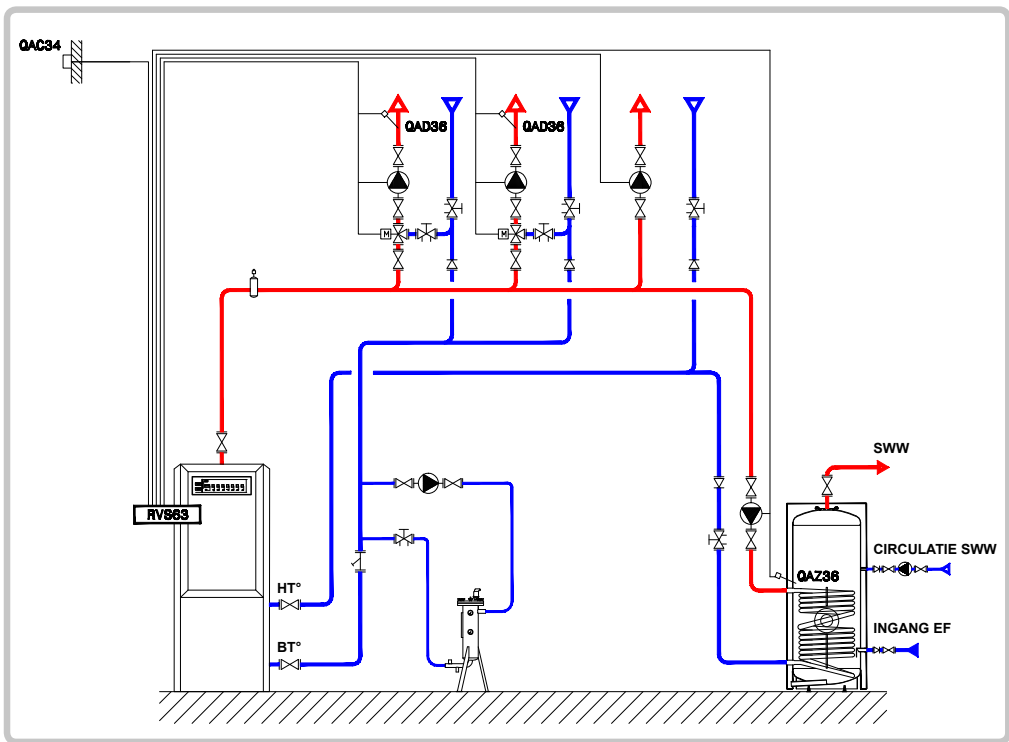 QAC34
QAD36
QAD36
SWW
RVS63
CIRCULATIE SWW
QAZ36
HT°
INGANG EF
BT°
M
M